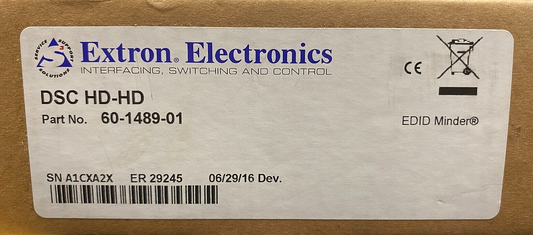 SERVICE SUPPORT SOLUTIONS
S3
Extron® Electronics
INTERFACING, SWITCHING AND CONTROL
CE
DSC HD-HD
Part No. 60-1489-01
EDID Minder®
SN A1CXA2X ER 29245 06/29/16 Dev.